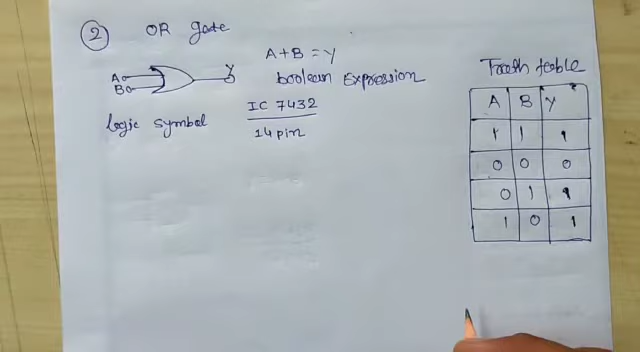 2 OR gate
A+B=Y
boolean Expression
A
B
Y
logic symbol
IC 7432
14 pin
Truth table
A B Y
1 1 1
0 0 0
0 1 1
1 0 1